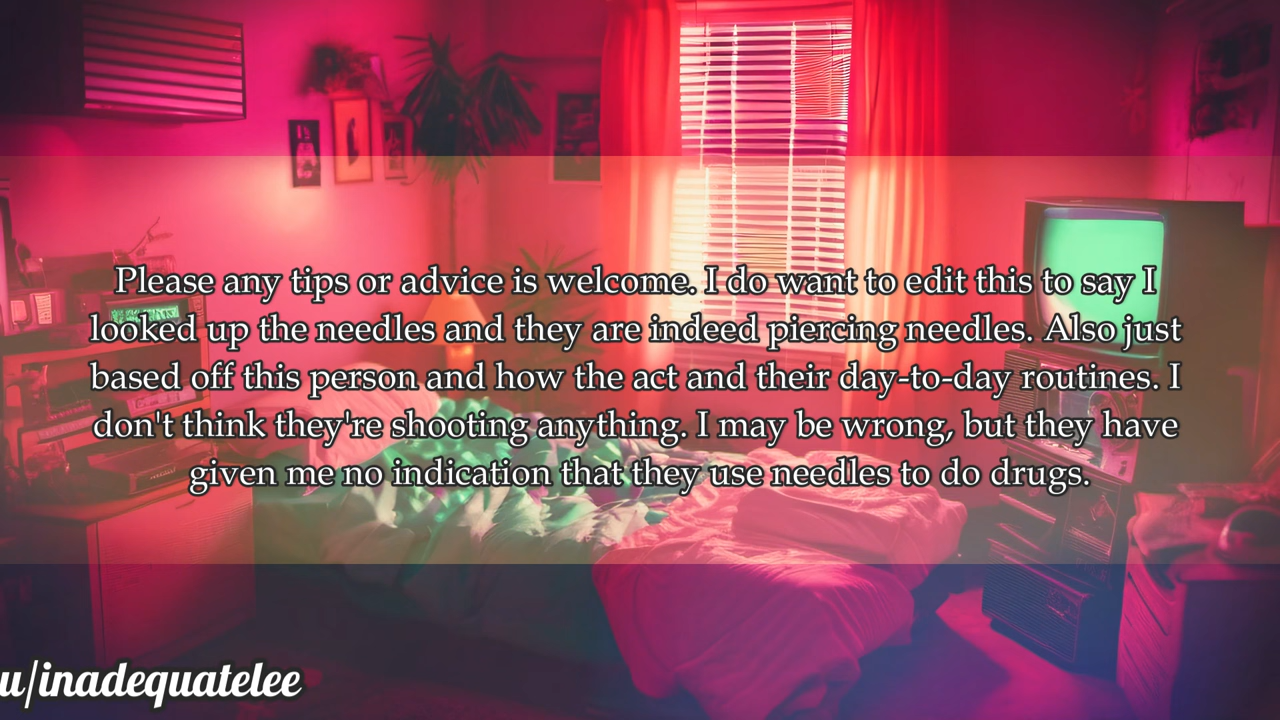 Please any tips or advice is welcome. I do want to edit this to say I
looked up the needles and they are indeed piercing needles. Also just
based off this person and how the act and their day-to-day routines. I
don't think they're shooting anything. I may be wrong, but they have
given me no indication that they use needles to do drugs.
u/inadequatelee